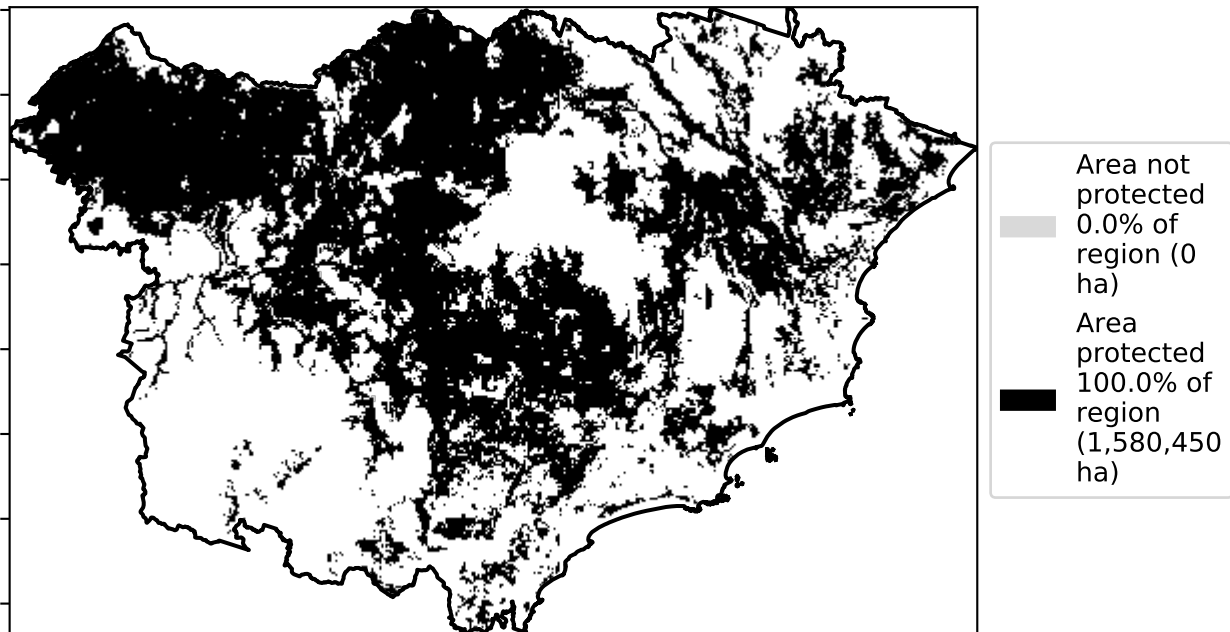 Area not
protected
0.0% of
region (0
ha)
Area
protected
100.0% of
region
(1,580,450
ha)